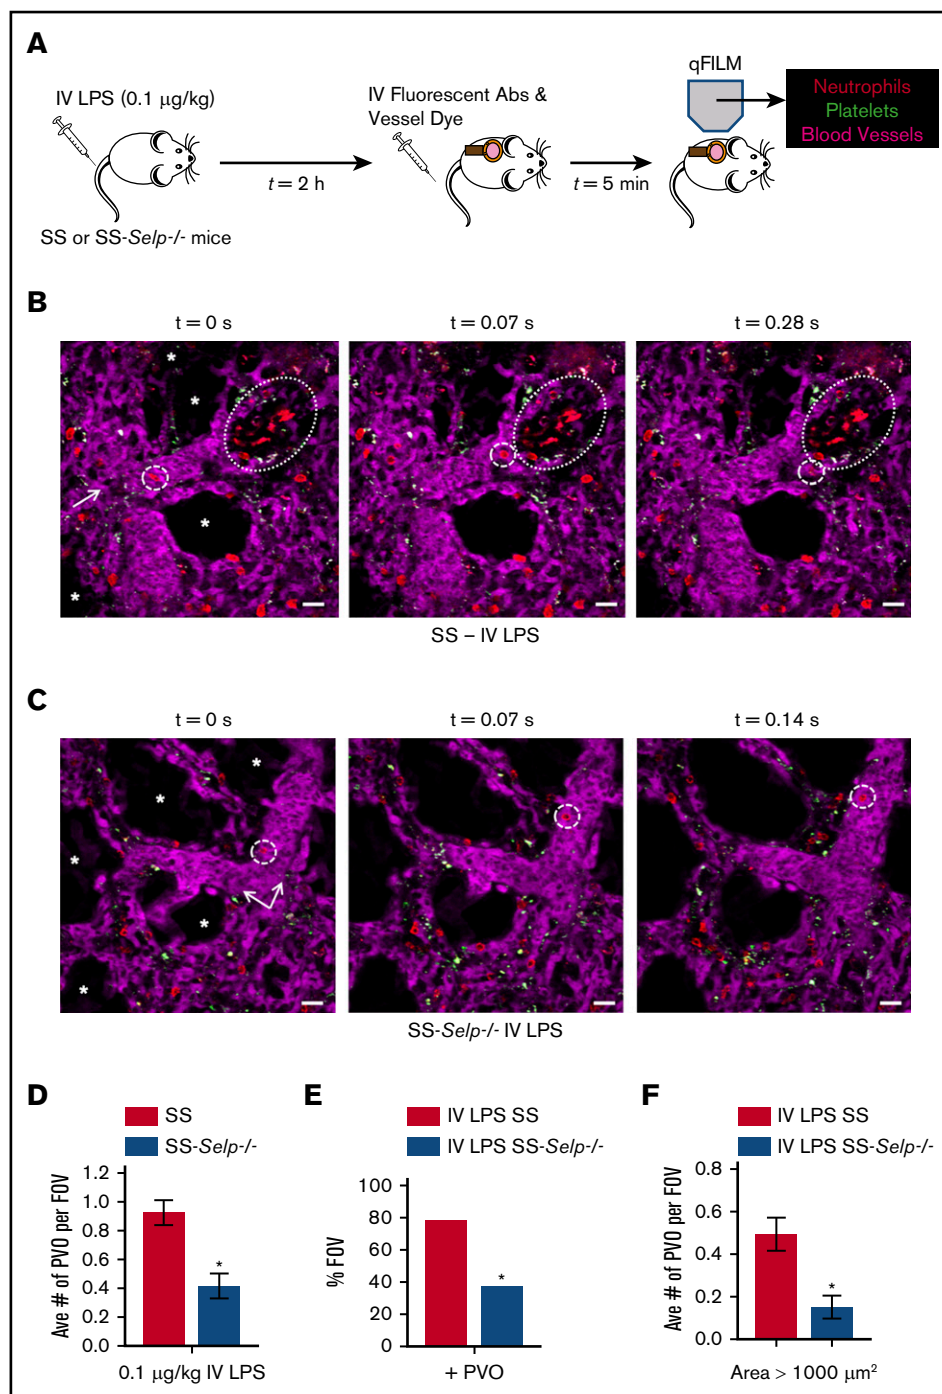 A
IV LPS (0.1 μg/kg)
SS or SS-Selp-/- mice
t = 2 h
IV Fluorescent Abs &
Vessel Dye
t = 5 min
qFILM
Neutrophils
Platelets
Blood Vessels
B
t = 0 s
t = 0.07 s
t = 0.28 s
*
*
*
*
SS – IV LPS
C
t = 0 s
t = 0.07 s
t = 0.14 s
*
*
*
*
*
SS-Selp-/- IV LPS
D
SS
SS-Selp-/-
Ave # of PVO per FOV
1.2
1.0
0.8
0.6
0.4
0.2
0.0
*
0.1 μg/kg IV LPS
E
IV LPS SS
IV LPS SS-Selp-/-
% FOV
100
80
60
40
20
0
*
+ PVO
F
IV LPS SS
IV LPS SS-Selp-/-
Ave # of PVO per FOV
0.8
0.6
0.4
0.2
0.0
*
Area > 1000 μm²